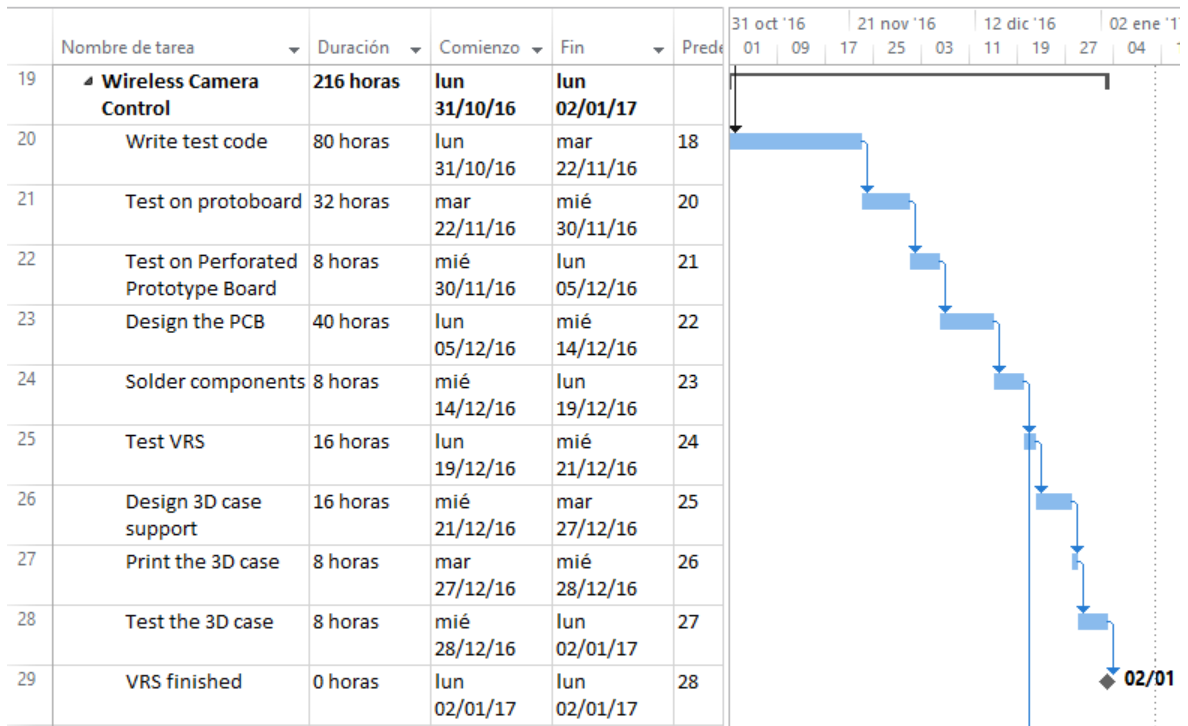 31 oct '16 21 nov '16 12 dic '16 02 ene '1
Nombre de tarea Duración Comienzo Fin Prede 01 09 17 25 03 11 19 27 04
19 Wireless Camera 216 horas lun lun
Control 31/10/16 02/01/17
20 Write test code 80 horas lun mar 18
31/10/16 22/11/16
21 Test on protoboard 32 horas mar mié 20
22/11/16 30/11/16
22 Test on Perforated 8 horas mié lun 21
Prototype Board 30/11/16 05/12/16
23 Design the PCB 40 horas lun mié 22
05/12/16 14/12/16
24 Solder components 8 horas mié lun 23
14/12/16 19/12/16
25 Test VRS 16 horas lun mié 24
19/12/16 21/12/16
26 Design 3D case 16 horas mié mar 25
support 21/12/16 27/12/16
27 Print the 3D case 8 horas mar mié 26
27/12/16 28/12/16
28 Test the 3D case 8 horas mié lun 27
28/12/16 02/01/17
29 VRS finished 0 horas lun lun 28 02/01
02/01/17 02/01/17